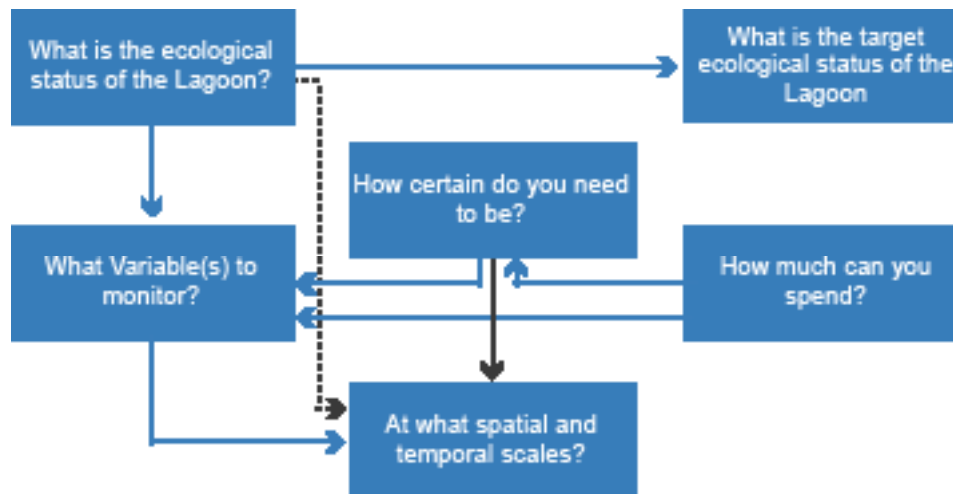 What is the ecological
status of the Lagoon?
What is the target
ecological status of the
Lagoon
How certain do you need
to be?
What Variable(s) to
monitor?
How much can you
spend?
At what spatial and
temporal scales?